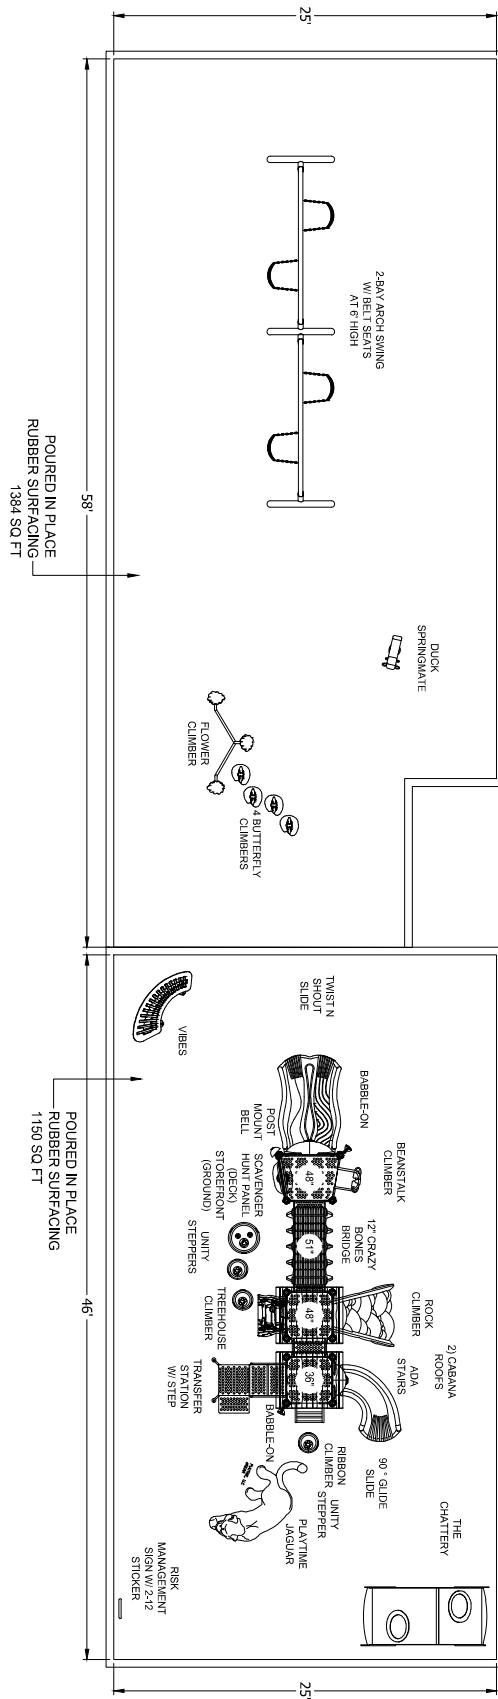 25'
2-BAY ARCH SWING
W/ BELT SEATS
AT 6' HIGH
DUCK
SPRINGMATE
FLOWER
CLIMBER
4 BUTTERFLY
CLIMBERS
58'
POURED IN PLACE
RUBBER SURFACING
1384 SQ FT
TWIST N
SHOUT
SLIDE
BABBLE-ON
BEANSTALK
CLIMBER
12" CRAZY
BONES
BRIDGE
ROCK
CLIMBER
2) CABANA
ROOFS
ADA
STAIRS
90 ° GLIDE
SLIDE
THE
CHATTERY
48"
51"
48"
36"
VIBES
POST
MOUNT
BELL
SCAVENGER
HUNT PANEL
(DECK)
STOREFRONT
(GROUND)
UNITY
STEPPERS
TREEHOUSE
CLIMBER
TRANSFER
STATION
W/ STEP
BABBLE-ON
RIBBON
CLIMBER
UNITY
STEPPER
PLAYTIME
JAGUAR
RISK
MANAGEMENT
SIGN W/ 2-12
STICKER
46'
POURED IN PLACE
RUBBER SURFACING
1150 SQ FT
25'